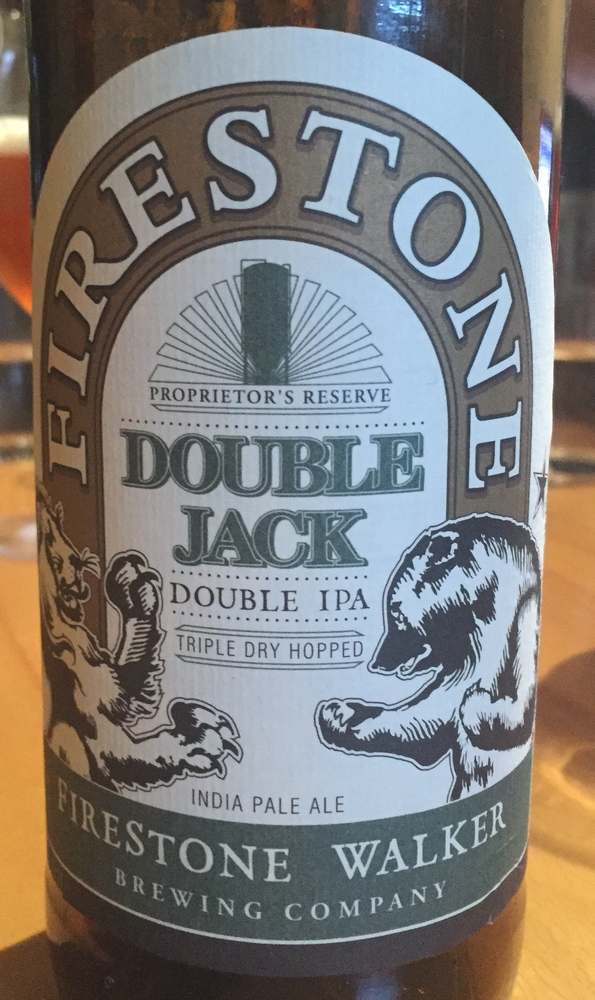 FIRESTONE
PROPRIETOR'S RESERVE
DOUBLE
JACK
DOUBLE IPA
TRIPLE DRY HOPPED
INDIA PALE ALE
FIRESTONE WALKER
BREWING COMPANY